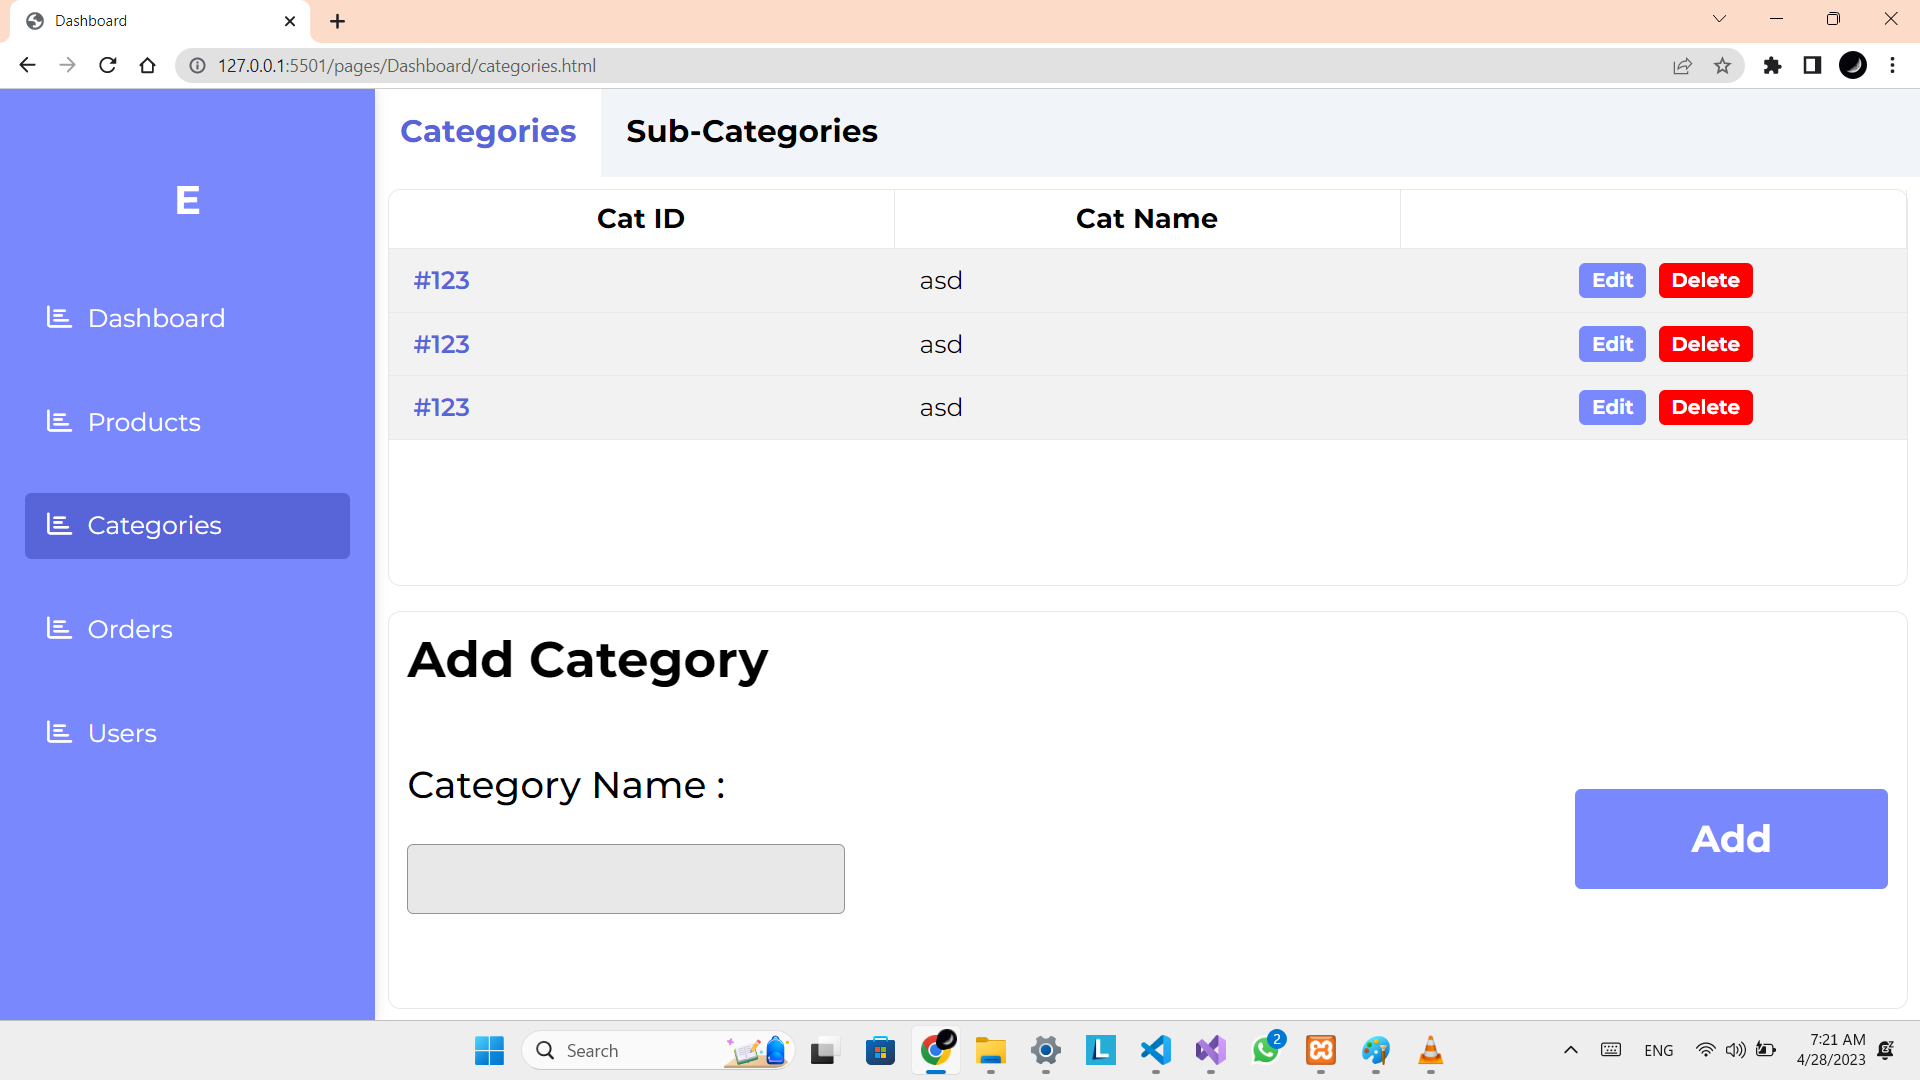 Dashboard
127.0.0.1:5501/pages/Dashboard/categories.html
E
Dashboard
Products
Categories
Orders
Users
Categories Sub-Categories
Cat ID Cat Name
#123 asd Edit Delete
#123 asd Edit Delete
#123 asd Edit Delete
Add Category
Category Name :
Add
Search
L
2
ENG
7:21 AM
4/28/2023